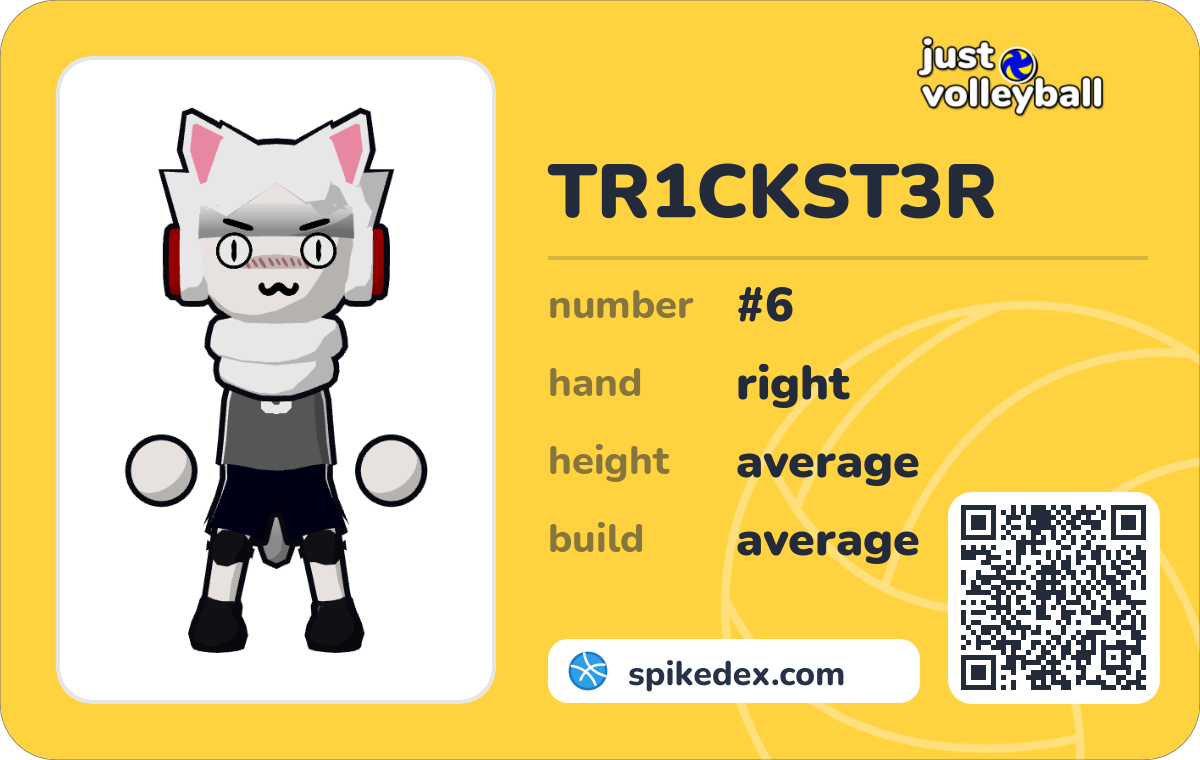 just
volleyball
TR1CKST3R
number #6
hand right
height average
build average
spikedex.com